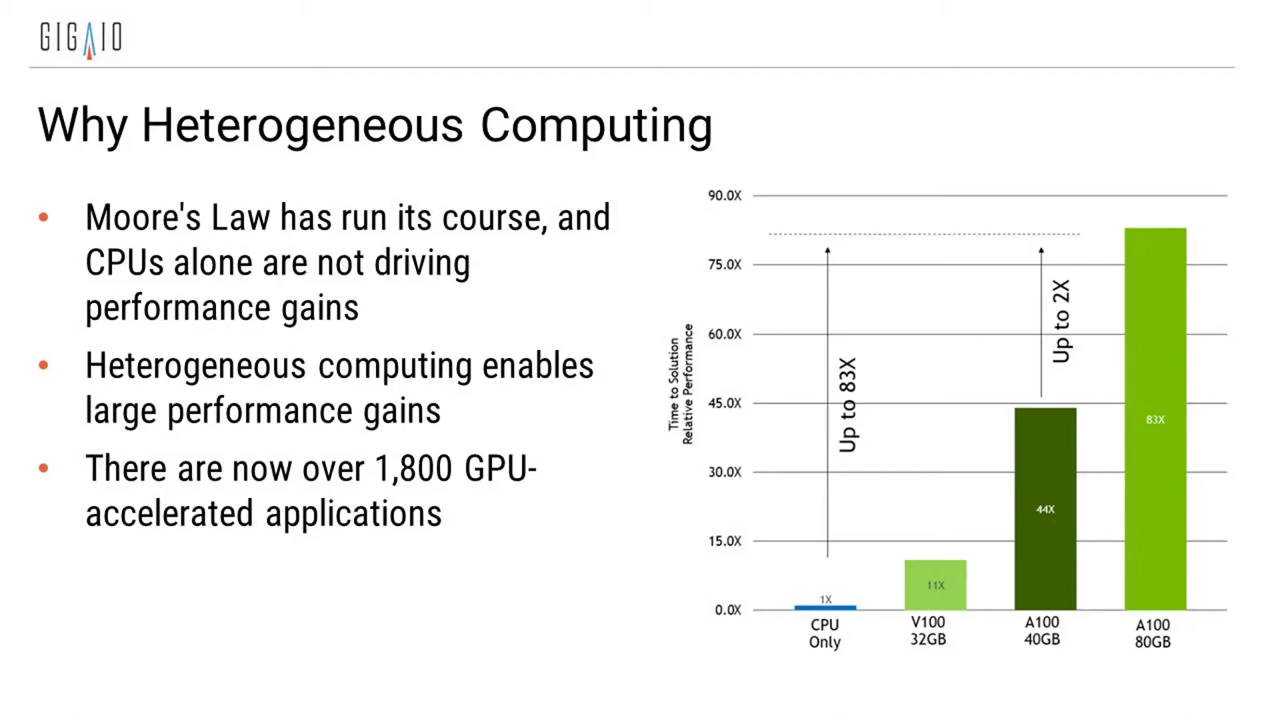 GIGAIO
Why Heterogeneous Computing
• Moore's Law has run its course, and
CPUs alone are not driving
performance gains
• Heterogeneous computing enables
large performance gains
• There are now over 1,800 GPU-
accelerated applications
Time to Solution
Relative Performance
90.0X
75.0X
60.0X
45.0X
30.0X
15.0X
0.0X
Up to 83X
Up to 2X
1X
11X
44X
83X
CPU
Only
V100
32GB
A100
40GB
A100
80GB